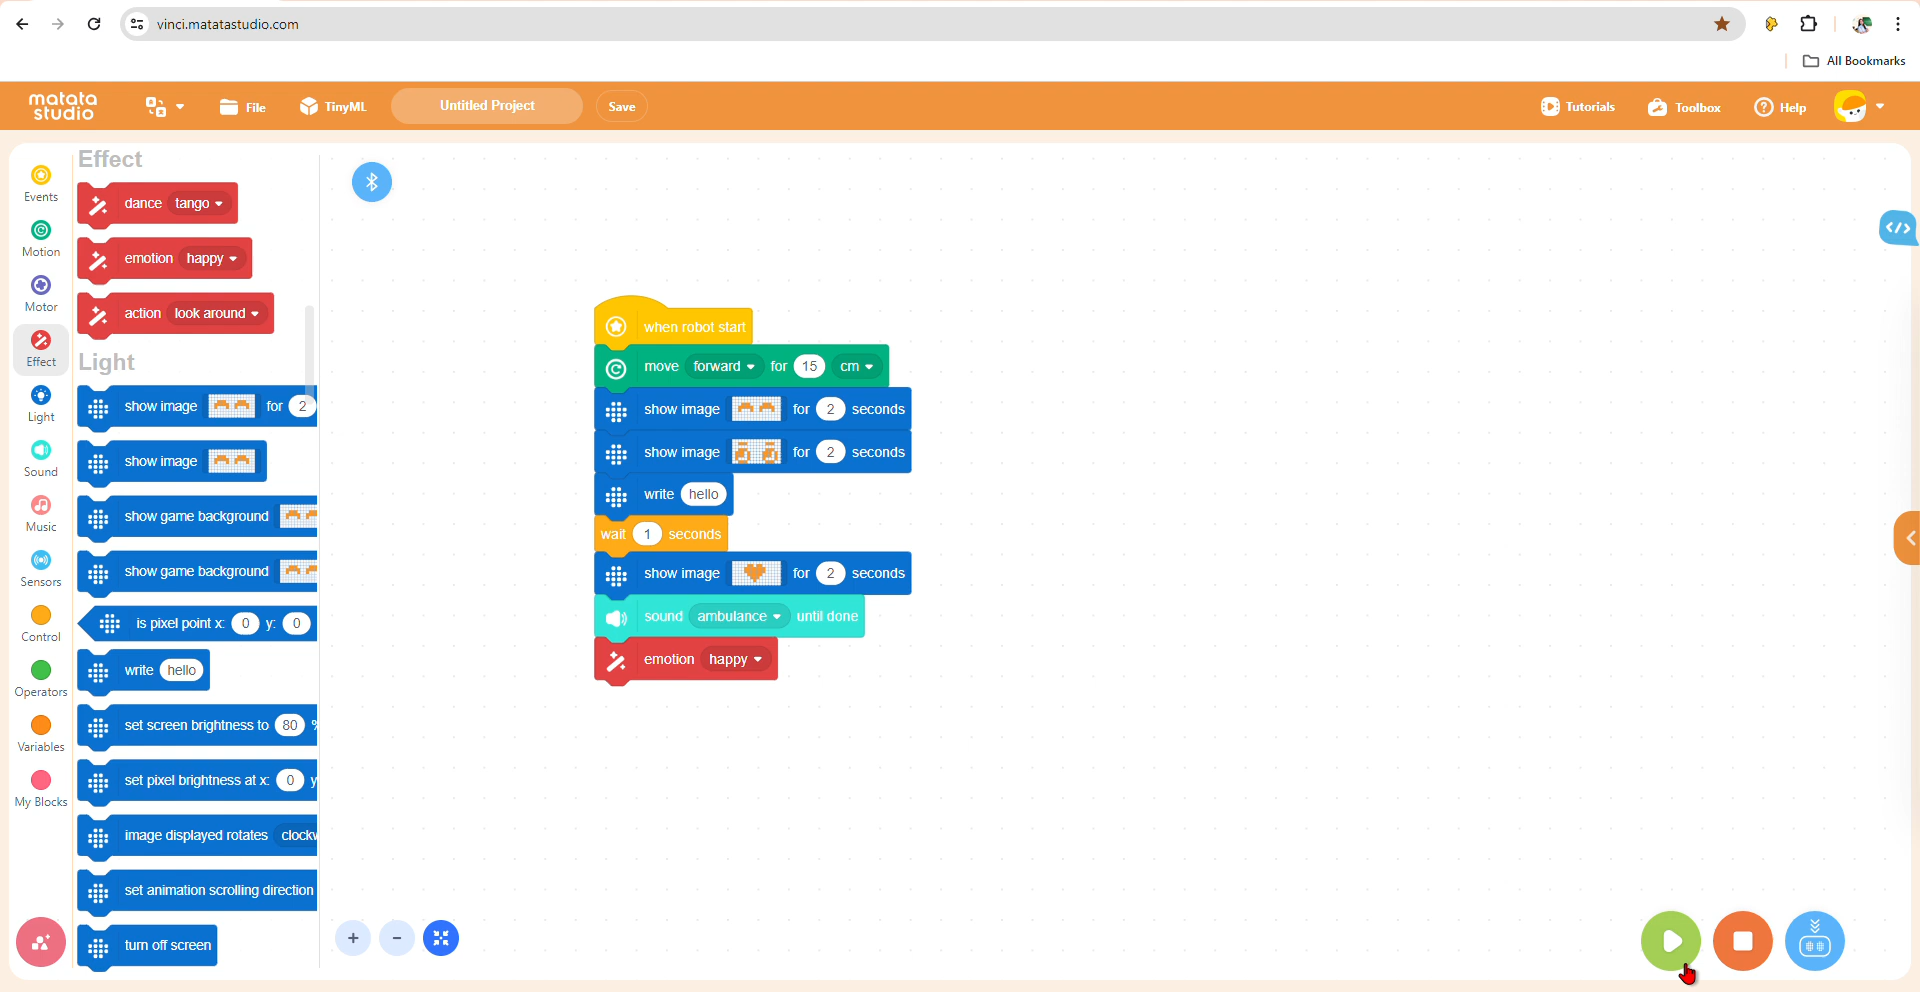 vinci.matatastudio.com
All Bookmarks
matata
studio
File
TinyML
Untitled Project
Save
Tutorials
Toolbox
Help
Events
Motion
Motor
Effect
Light
Sound
Music
Sensors
Control
Operators
Variables
My Blocks
Effect
dance tango
emotion happy
action look around
Light
show image for 2
show image
show game background
show game background
is pixel point x: 0 y: 0
write hello
set screen brightness to 80 %
set pixel brightness at x: 0 y
image displayed rotates clockw
set animation scrolling direction
turn off screen
when robot start
move forward for 15 cm
show image for 2 seconds
show image for 2 seconds
write hello
wait 1 seconds
show image for 2 seconds
sound ambulance until done
emotion happy